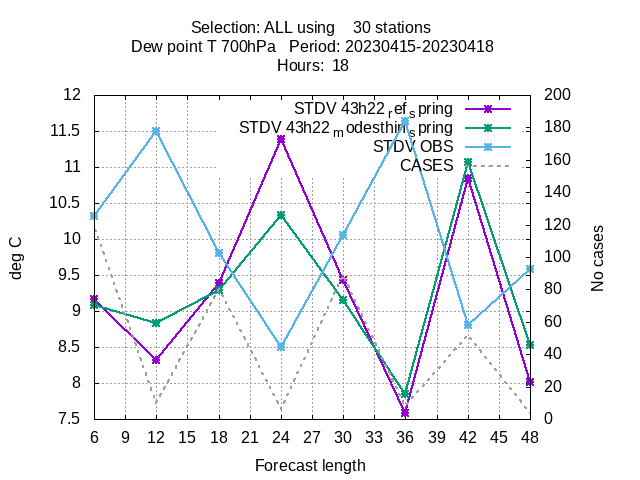 Selection: ALL using    30 stations
Dew point T 700hPa   Period: 20230415-20230418
Hours:  18
12
11.5
11
10.5
10
9.5
9
8.5
8
7.5
deg C
STDV 43h22_ref_spring
STDV 43h22_modesthirl_spring
STDV OBS
CASES
200
180
160
140
120
100
80
60
40
20
0
No cases
6 9 12 15 18 21 24 27 30 33 36 39 42 45 48
Forecast length